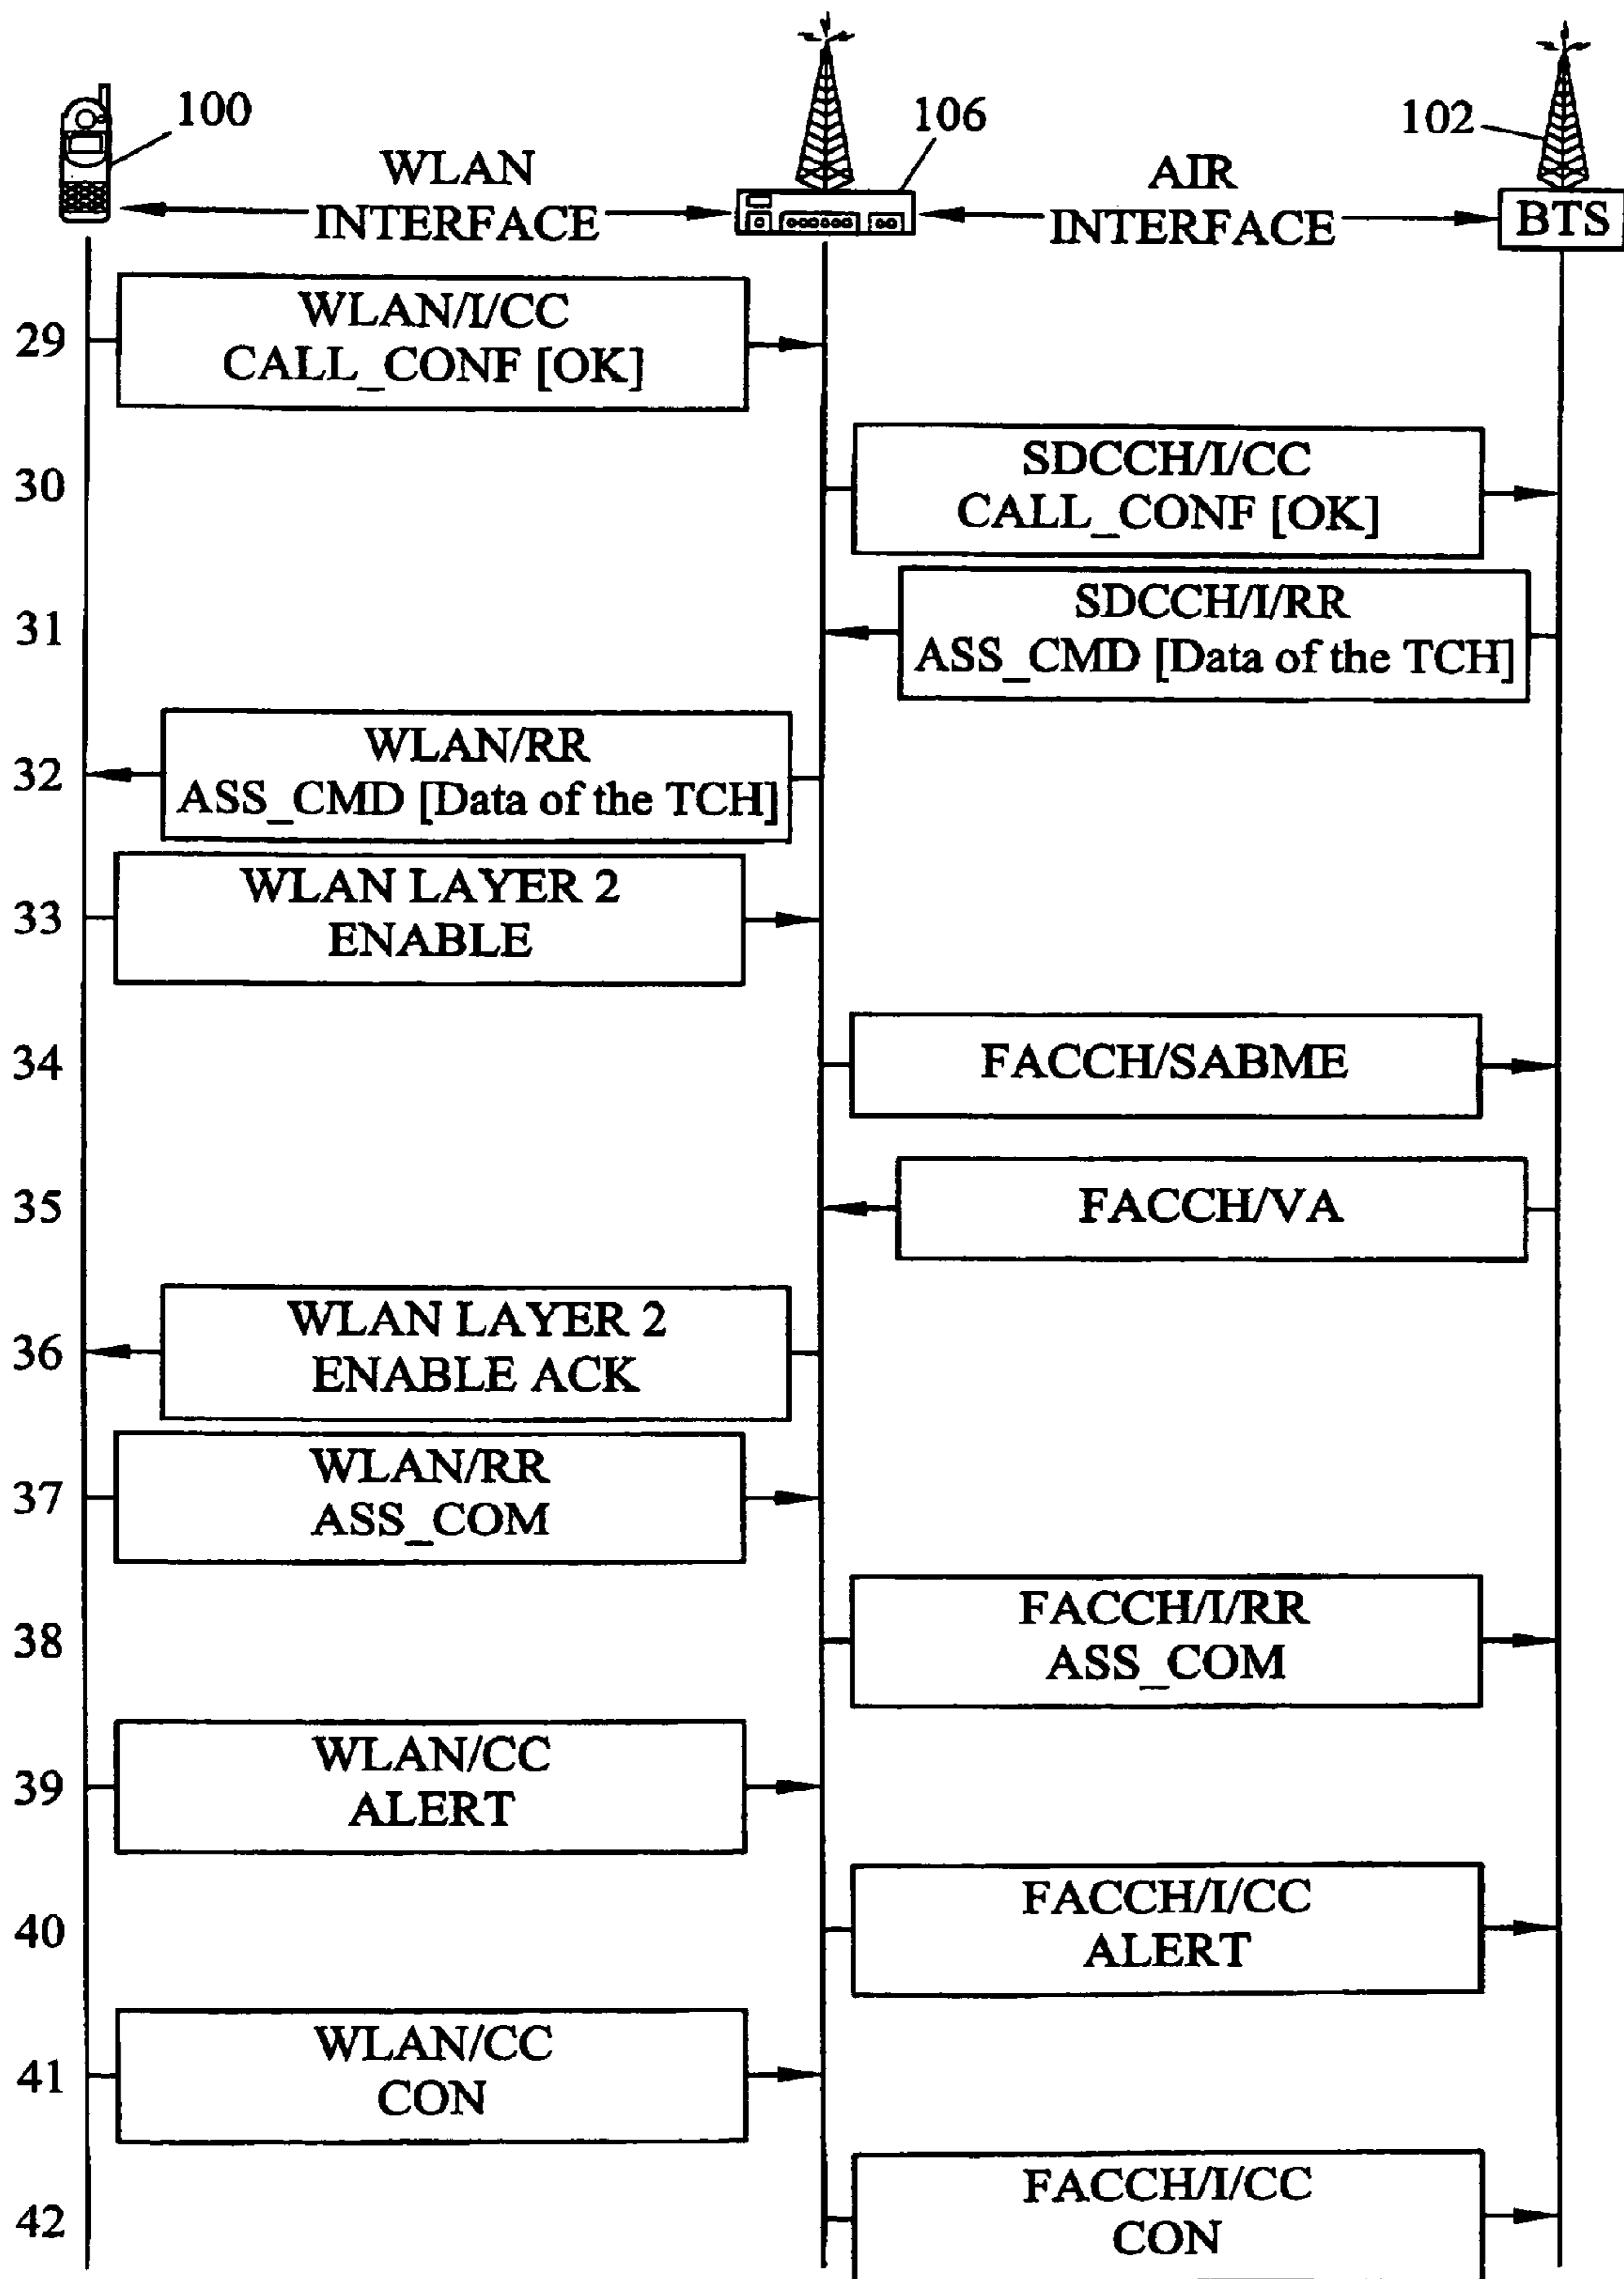 100
106
102
WLAN
INTERFACE
AIR
INTERFACE
BTS
29
WLAN/I/CC
CALL_CONF [OK]
30
SDCCH/I/CC
CALL_CONF [OK]
31
SDCCH/I/RR
ASS_CMD [Data of the TCH]
32
WLAN/RR
ASS_CMD [Data of the TCH]
33
WLAN LAYER 2
ENABLE
34
FACCH/SABME
35
FACCH/VA
36
WLAN LAYER 2
ENABLE ACK
37
WLAN/RR
ASS_COM
38
FACCH/I/RR
ASS_COM
39
WLAN/CC
ALERT
40
FACCH/I/CC
ALERT
41
WLAN/CC
CON
42
FACCH/I/CC
CON